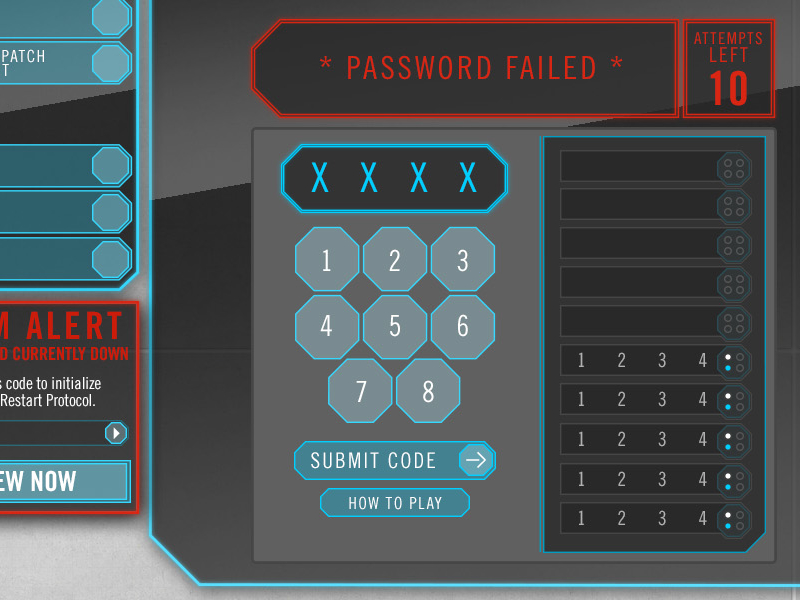 PATCH
T
M ALERT
D CURRENTLY DOWN
s code to initialize
Restart Protocol.
EW NOW
* PASSWORD FAILED *
ATTEMPTS
LEFT
10
X X X X
1 2 3
4 5 6
7 8
SUBMIT CODE
HOW TO PLAY
1 2 3 4
1 2 3 4
1 2 3 4
1 2 3 4
1 2 3 4